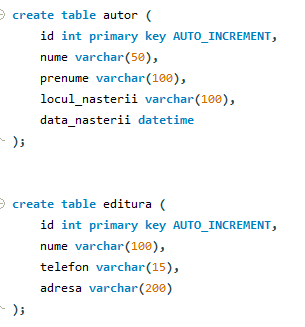 create table autor (
    id int primary key AUTO_INCREMENT,
    nume varchar(50),
    prenume varchar(100),
    locul_nasterii varchar(100),
    data_nasterii datetime
);
create table editura (
    id int primary key AUTO_INCREMENT,
    nume varchar(100),
    telefon varchar(15),
    adresa varchar(200)
);